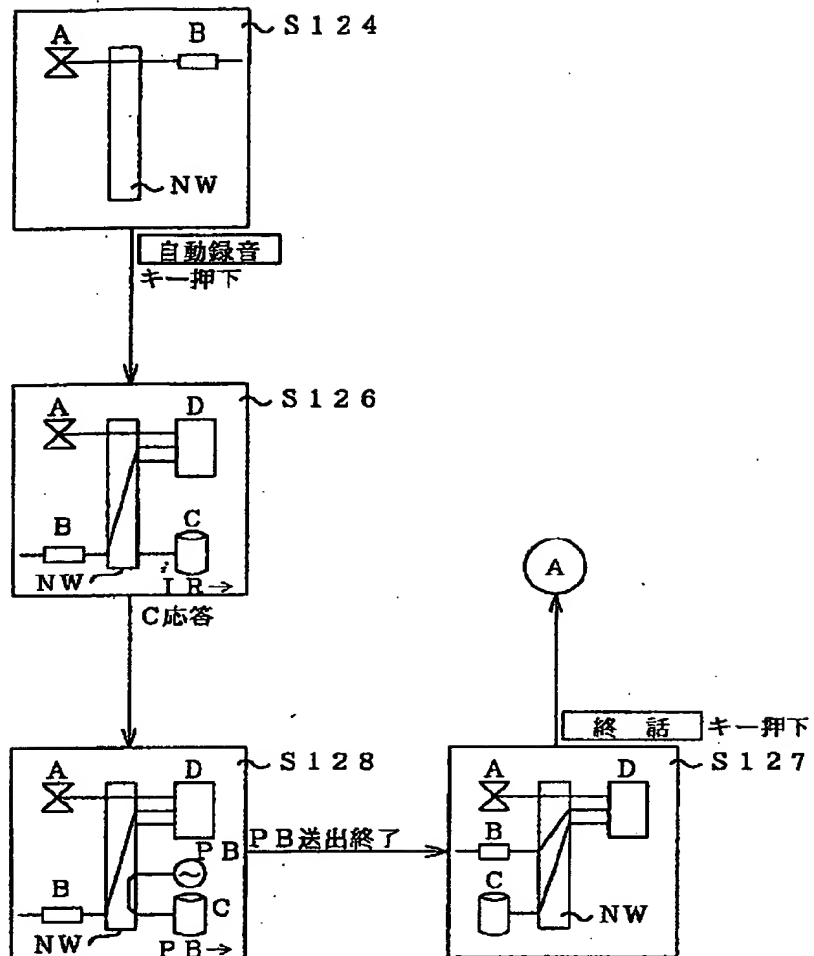 S124
A B
NW
自動録音
キー押下
S126
A D
B C
NW IR→
C応答
S128
A D
PB
B C
NW PB→
PB送出終了
A
終 話 キー押下
S127
A D
B
C
NW